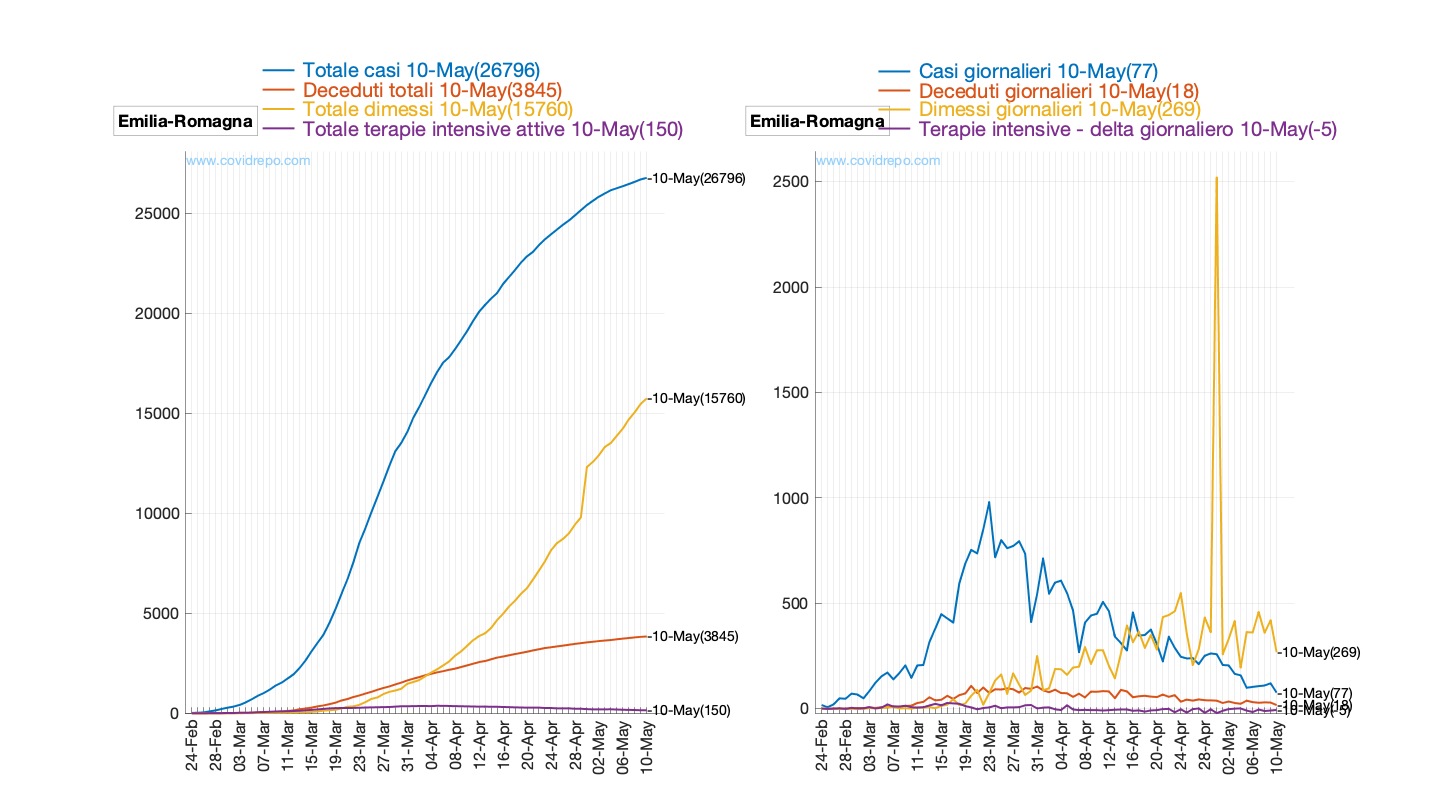 Totale casi 10-May(26796)
Deceduti totali 10-May(3845)
Totale dimessi 10-May(15760)
Totale terapie intensive attive 10-May(150)
Emilia-Romagna
www.covidrepo.com
25000
20000
15000
10000
5000
0
10-May(26796)
10-May(15760)
10-May(3845)
10-May(150)
24-Feb
28-Feb
03-Mar
07-Mar
11-Mar
15-Mar
19-Mar
23-Mar
27-Mar
31-Mar
04-Apr
08-Apr
12-Apr
16-Apr
20-Apr
24-Apr
28-Apr
02-May
06-May
10-May
Casi giornalieri 10-May(77)
Deceduti giornalieri 10-May(18)
Dimessi giornalieri 10-May(269)
Terapie intensive - delta giornaliero 10-May(-5)
Emilia-Romagna
www.covidrepo.com
2500
2000
1500
1000
500
0
10-May(269)
10-May(77)
10-May(18)
10-May(-5)
24-Feb
28-Feb
03-Mar
07-Mar
11-Mar
15-Mar
19-Mar
23-Mar
27-Mar
31-Mar
04-Apr
08-Apr
12-Apr
16-Apr
20-Apr
24-Apr
28-Apr
02-May
06-May
10-May